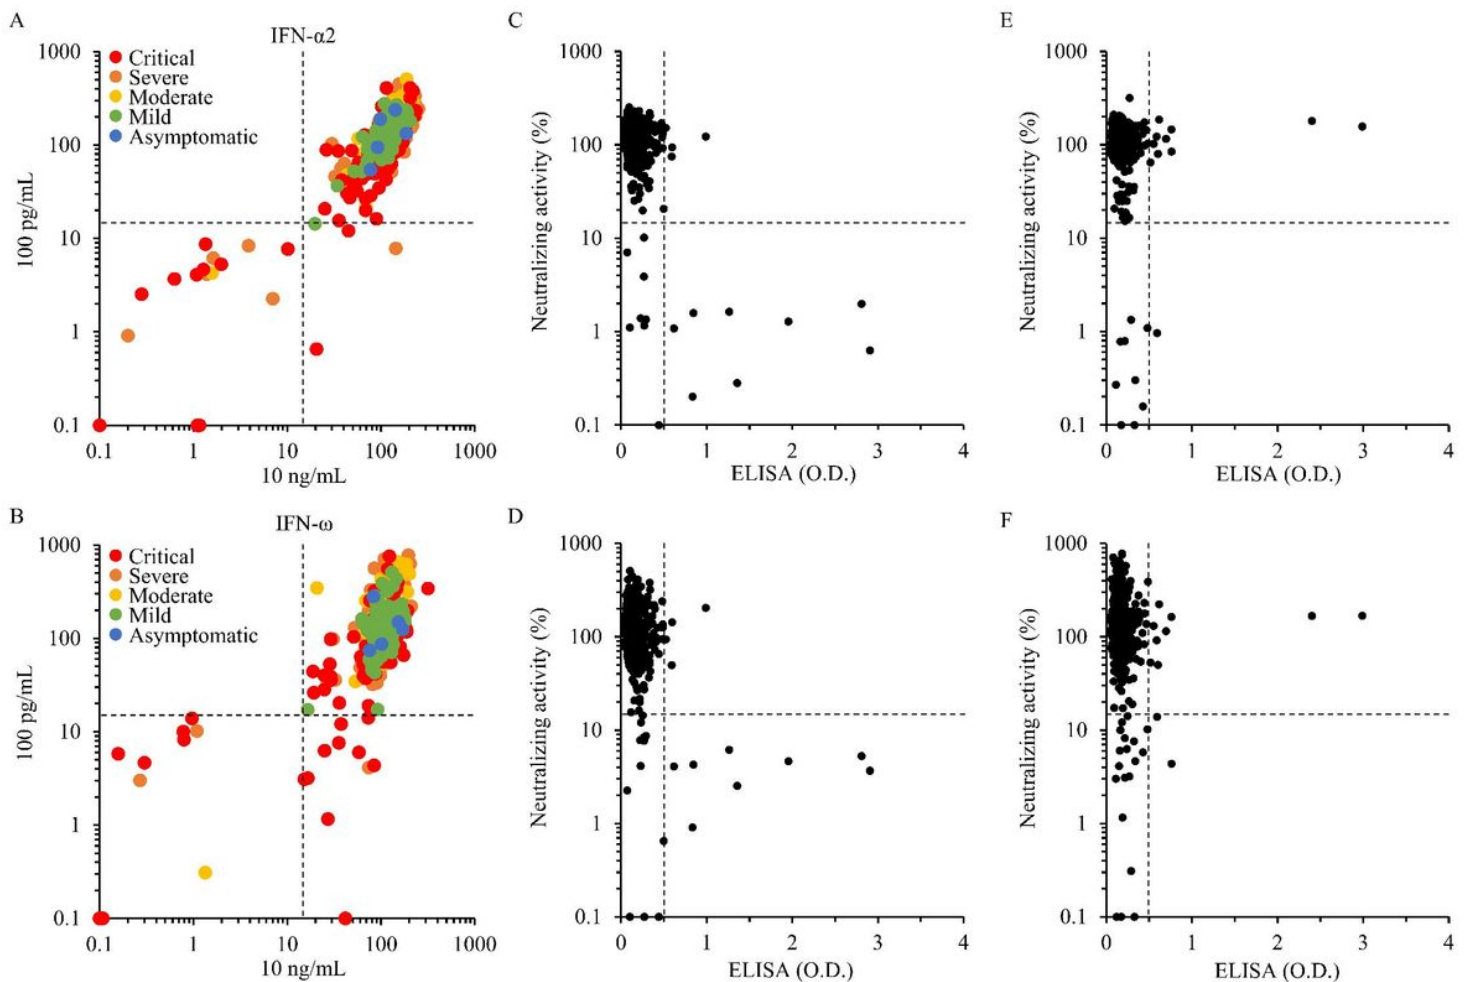 A
IFN-α2
1000
100
10
1
0.1
100 pg/mL
Critical
Severe
Moderate
Mild
Asymptomatic
0.1 1 10 100 1000
10 ng/mL
C
1000
100
10
1
0.1
Neutralizing activity (%)
0 1 2 3 4
ELISA (O.D.)
E
1000
100
10
1
0.1
Neutralizing activity (%)
0 1 2 3 4
ELISA (O.D.)
B
IFN-ω
1000
100
10
1
0.1
100 pg/mL
Critical
Severe
Moderate
Mild
Asymptomatic
0.1 1 10 100 1000
10 ng/mL
D
1000
100
10
1
0.1
Neutralizing activity (%)
0 1 2 3 4
ELISA (O.D.)
F
1000
100
10
1
0.1
Neutralizing activity (%)
0 1 2 3 4
ELISA (O.D.)